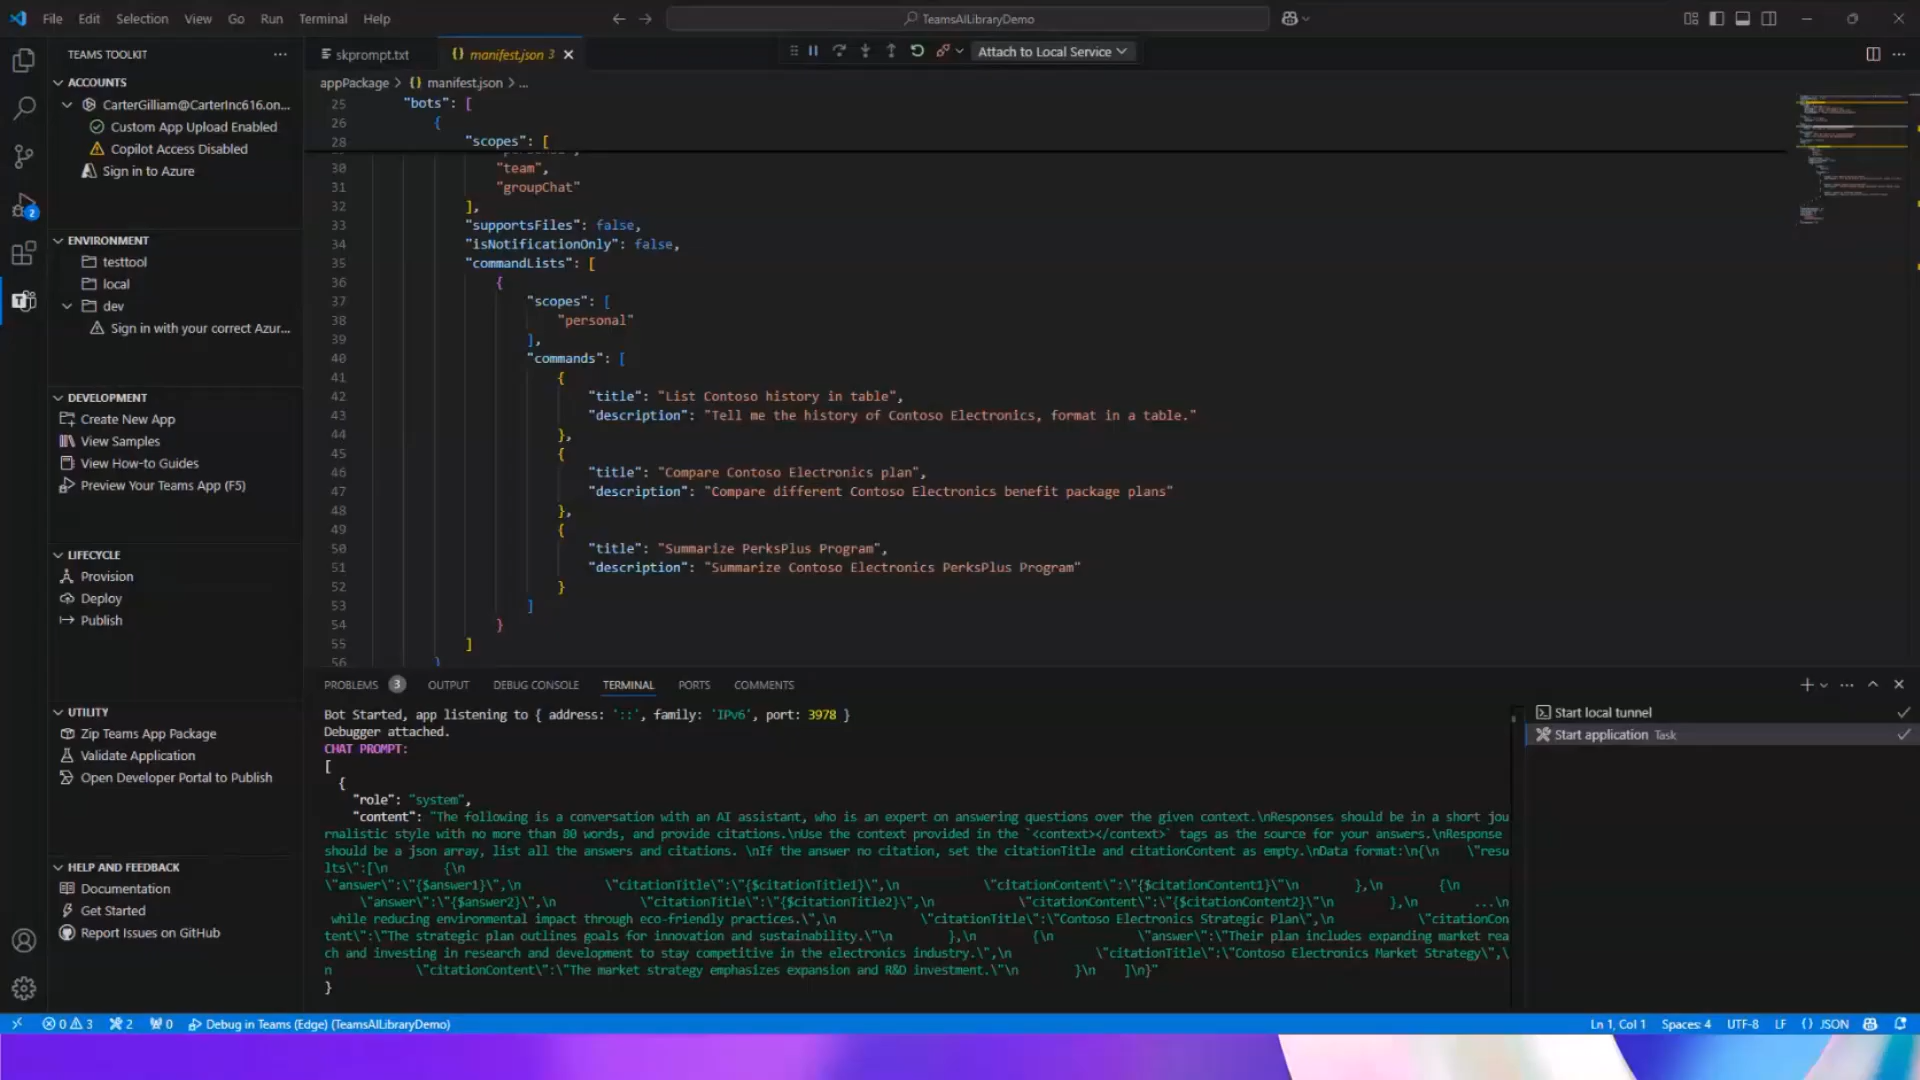 File Edit Selection View Go Run Terminal Help
TeamsAILibraryDemo
TEAMS TOOLKIT
ACCOUNTS
CarterGilliam@CarterInc616.on...
Custom App Upload Enabled
Copilot Access Disabled
Sign in to Azure
ENVIRONMENT
testtool
local
dev
Sign in with your correct Azur...
DEVELOPMENT
Create New App
View Samples
View How-to Guides
Preview Your Teams App (F5)
LIFECYCLE
Provision
Deploy
Publish
UTILITY
Zip Teams App Package
Validate Application
Open Developer Portal to Publish
HELP AND FEEDBACK
Documentation
Get Started
Report Issues on GitHub
2
skprompt.txt
{} manifest.json 3
Attach to Local Service
appPackage > {} manifest.json > ...
25 "bots": [
26 {
28 "scopes": [
30 "team",
31 "groupChat"
32 ],
33 "supportsFiles": false,
34 "isNotificationOnly": false,
35 "commandLists": [
36 {
37 "scopes": [
38 "personal"
39 ],
40 "commands": [
41 {
42 "title": "List Contoso history in table",
43 "description": "Tell me the history of Contoso Electronics, format in a table."
44 },
45 {
46 "title": "Compare Contoso Electronics plan",
47 "description": "Compare different Contoso Electronics benefit package plans"
48 },
49 {
50 "title": "Summarize PerksPlus Program",
51 "description": "Summarize Contoso Electronics PerksPlus Program"
52 }
53 ]
54 }
55 ]
56 }
PROBLEMS 3 OUTPUT DEBUG CONSOLE TERMINAL PORTS COMMENTS
Bot Started, app listening to { address: '::', family: 'IPv6', port: 3978 }
Debugger attached.
CHAT PROMPT:
[
{
"role": "system",
"content": "The following is a conversation with an AI assistant, who is an expert on answering questions over the given context.\nResponses should be in a short jou
rnalistic style with no more than 80 words, and provide citations.\nUse the context provided in the `<context></context>` tags as the source for your answers.\nResponse
should be a json array, list all the answers and citations. \nIf the answer no citation, set the citationTitle and citationContent as empty.\nData format:\n{\n \"resu
lts\":[\n {\n
\"answer\":\"{$answer1}\",\n \"citationTitle\":\"{$citationTitle1}\",\n \"citationContent\":\"{$citationContent1}\"\n },\n {\n
\"answer\":\"{$answer2}\",\n \"citationTitle\":\"{$citationTitle2}\",\n \"citationContent\":\"{$citationContent2}\"\n },\n ...\n
while reducing environmental impact through eco-friendly practices.\",\n \"citationTitle\":\"Contoso Electronics Strategic Plan\",\n \"citationCon
tent\":\"The strategic plan outlines goals for innovation and sustainability.\"\n },\n {\n \"answer\":\"Their plan includes expanding market rea
ch and investing in research and development to stay competitive in the electronics industry.\",\n \"citationTitle\":\"Contoso Electronics Market Strategy\",\
n \"citationContent\":\"The market strategy emphasizes expansion and R&D investment.\"\n }\n ]\n}"
}
Start local tunnel
Start application Task
0 3 2 0 Debug in Teams (Edge) (TeamsAILibraryDemo)
Ln 1, Col 1 Spaces: 4 UTF-8 LF {} JSON